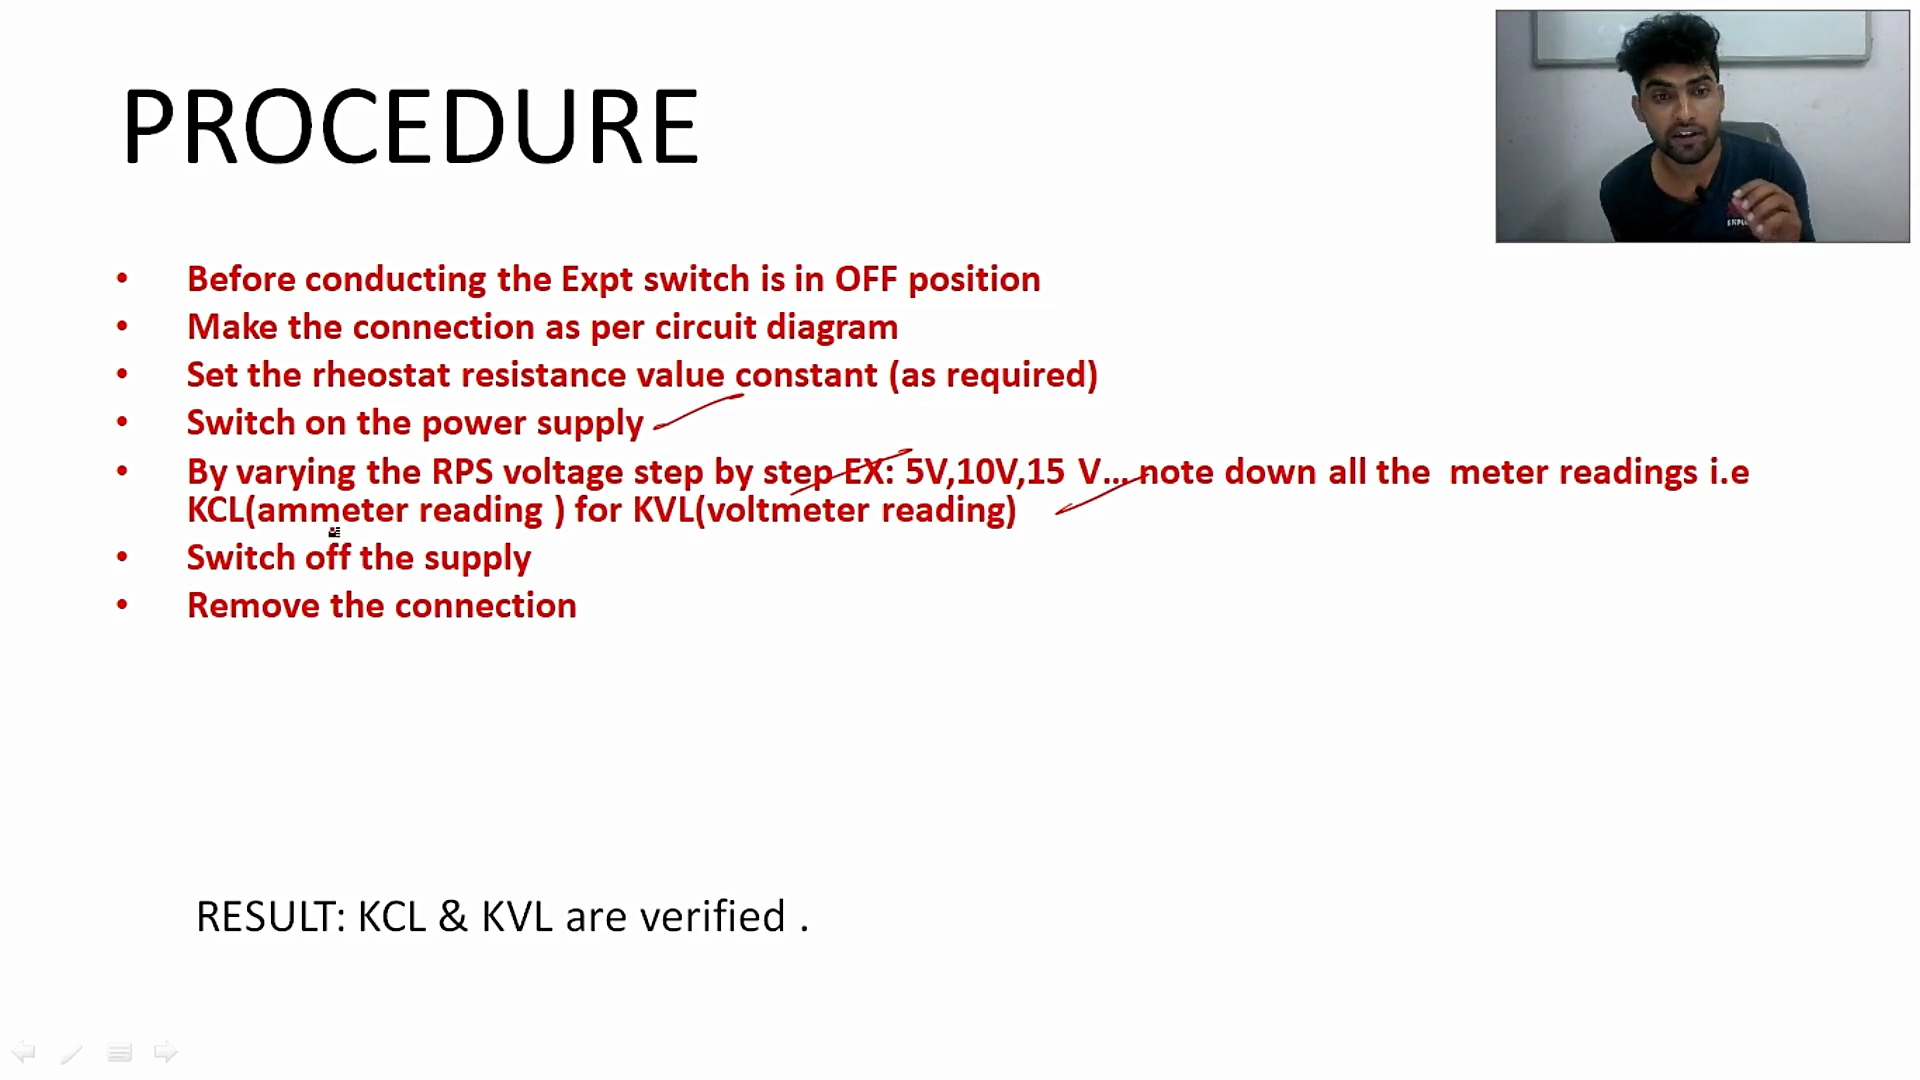 PROCEDURE
• Before conducting the Expt switch is in OFF position
• Make the connection as per circuit diagram
• Set the rheostat resistance value constant (as required)
• Switch on the power supply
• By varying the RPS voltage step by step EX: 5V,10V,15 V... note down all the meter readings i.e
KCL(ammeter reading ) for KVL(voltmeter reading)
• Switch off the supply
• Remove the connection
RESULT: KCL & KVL are verified .